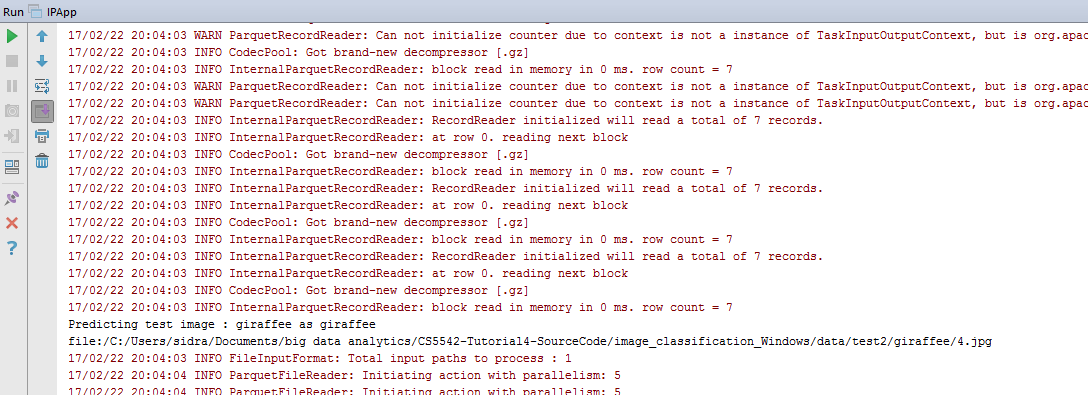 Run IPApp
17/02/22 20:04:03 WARN ParquetRecordReader: Can not initialize counter due to context is not a instance of TaskInputOutputContext, but is org.apac
17/02/22 20:04:03 INFO CodecPool: Got brand-new decompressor [.gz]
17/02/22 20:04:03 INFO InternalParquetRecordReader: block read in memory in 0 ms. row count = 7
17/02/22 20:04:03 WARN ParquetRecordReader: Can not initialize counter due to context is not a instance of TaskInputOutputContext, but is org.apac
17/02/22 20:04:03 WARN ParquetRecordReader: Can not initialize counter due to context is not a instance of TaskInputOutputContext, but is org.apac
17/02/22 20:04:03 INFO InternalParquetRecordReader: RecordReader initialized will read a total of 7 records.
17/02/22 20:04:03 INFO InternalParquetRecordReader: at row 0. reading next block
17/02/22 20:04:03 INFO CodecPool: Got brand-new decompressor [.gz]
17/02/22 20:04:03 INFO InternalParquetRecordReader: block read in memory in 0 ms. row count = 7
17/02/22 20:04:03 INFO InternalParquetRecordReader: RecordReader initialized will read a total of 7 records.
17/02/22 20:04:03 INFO InternalParquetRecordReader: at row 0. reading next block
17/02/22 20:04:03 INFO CodecPool: Got brand-new decompressor [.gz]
17/02/22 20:04:03 INFO InternalParquetRecordReader: block read in memory in 0 ms. row count = 7
17/02/22 20:04:03 INFO InternalParquetRecordReader: RecordReader initialized will read a total of 7 records.
17/02/22 20:04:03 INFO InternalParquetRecordReader: at row 0. reading next block
17/02/22 20:04:03 INFO CodecPool: Got brand-new decompressor [.gz]
17/02/22 20:04:03 INFO InternalParquetRecordReader: block read in memory in 0 ms. row count = 7
Predicting test image : giraffee as giraffee
file:/C:/Users/sidra/Documents/big data analytics/CS5542-Tutorial4-SourceCode/image_classification_Windows/data/test2/giraffee/4.jpg
17/02/22 20:04:03 INFO FileInputFormat: Total input paths to process : 1
17/02/22 20:04:04 INFO ParquetFileReader: Initiating action with parallelism: 5
17/02/22 20:04:04 INFO ParquetFileReader: Initiating action with parallelism: 5